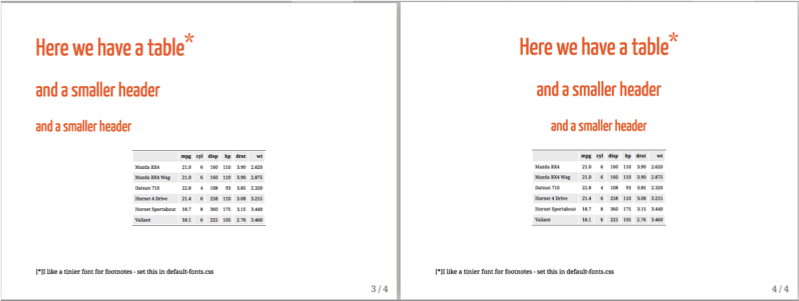 Here we have a table*
and a smaller header
and a smaller header
mpg cyl disp hp drat wt
Mazda RX4 21.0 6 160 110 3.90 2.620
Mazda RX4 Wag 21.0 6 160 110 3.90 2.875
Datsun 710 22.8 4 108 93 3.85 2.320
Hornet 4 Drive 21.4 6 258 110 3.08 3.215
Hornet Sportabout 18.7 8 360 175 3.15 3.440
Valiant 18.1 6 225 105 2.76 3.460
[*]I like a tinier font for footnotes - set this in default-fonts.css
3 / 4
Here we have a table*
and a smaller header
and a smaller header
mpg cyl disp hp drat wt
Mazda RX4 21.0 6 160 110 3.90 2.620
Mazda RX4 Wag 21.0 6 160 110 3.90 2.875
Datsun 710 22.8 4 108 93 3.85 2.320
Hornet 4 Drive 21.4 6 258 110 3.08 3.215
Hornet Sportabout 18.7 8 360 175 3.15 3.440
Valiant 18.1 6 225 105 2.76 3.460
[*]I like a tinier font for footnotes - set this in default-fonts.css
4 / 4